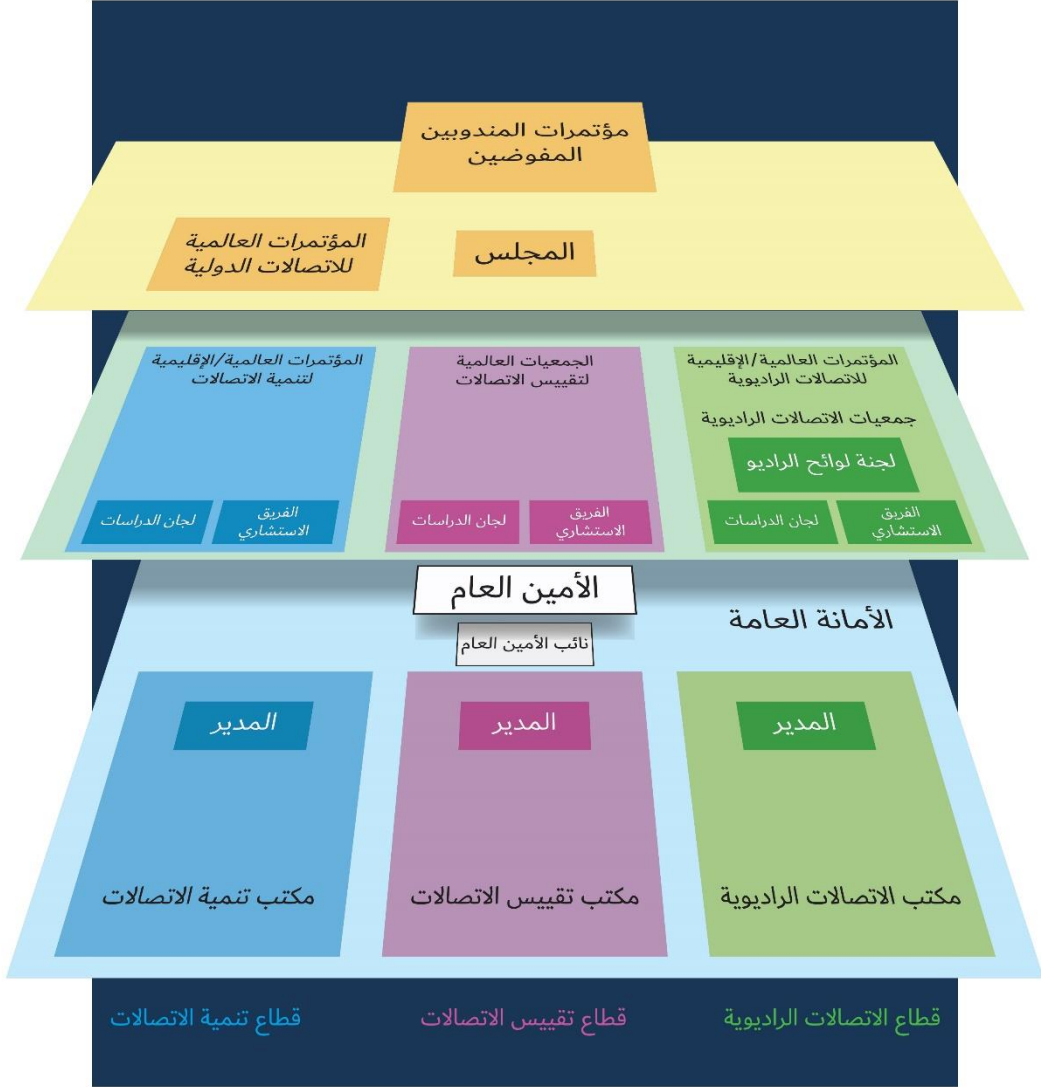 مؤتمرات المندوبين
المفوضين
المجلس
المؤتمرات العالمية
للاتصالات الدولية
المؤتمرات العالمية/الإقليمية
للاتصالات الراديوية
جمعيات الاتصالات الراديوية
لجنة لوائح الراديو
الفريق
الاستشاري
لجان الدراسات
الجمعيات العالمية
لتقييس الاتصالات
الفريق
الاستشاري
لجان الدراسات
المؤتمرات العالمية/الإقليمية
لتنمية الاتصالات
الفريق
الاستشاري
لجان الدراسات
الأمين العام
نائب الأمين العام
الأمانة العامة
المدير
المدير
المدير
مكتب الاتصالات الراديوية
مكتب تقييس الاتصالات
مكتب تنمية الاتصالات
قطاع الاتصالات الراديوية
قطاع تقييس الاتصالات
قطاع تنمية الاتصالات